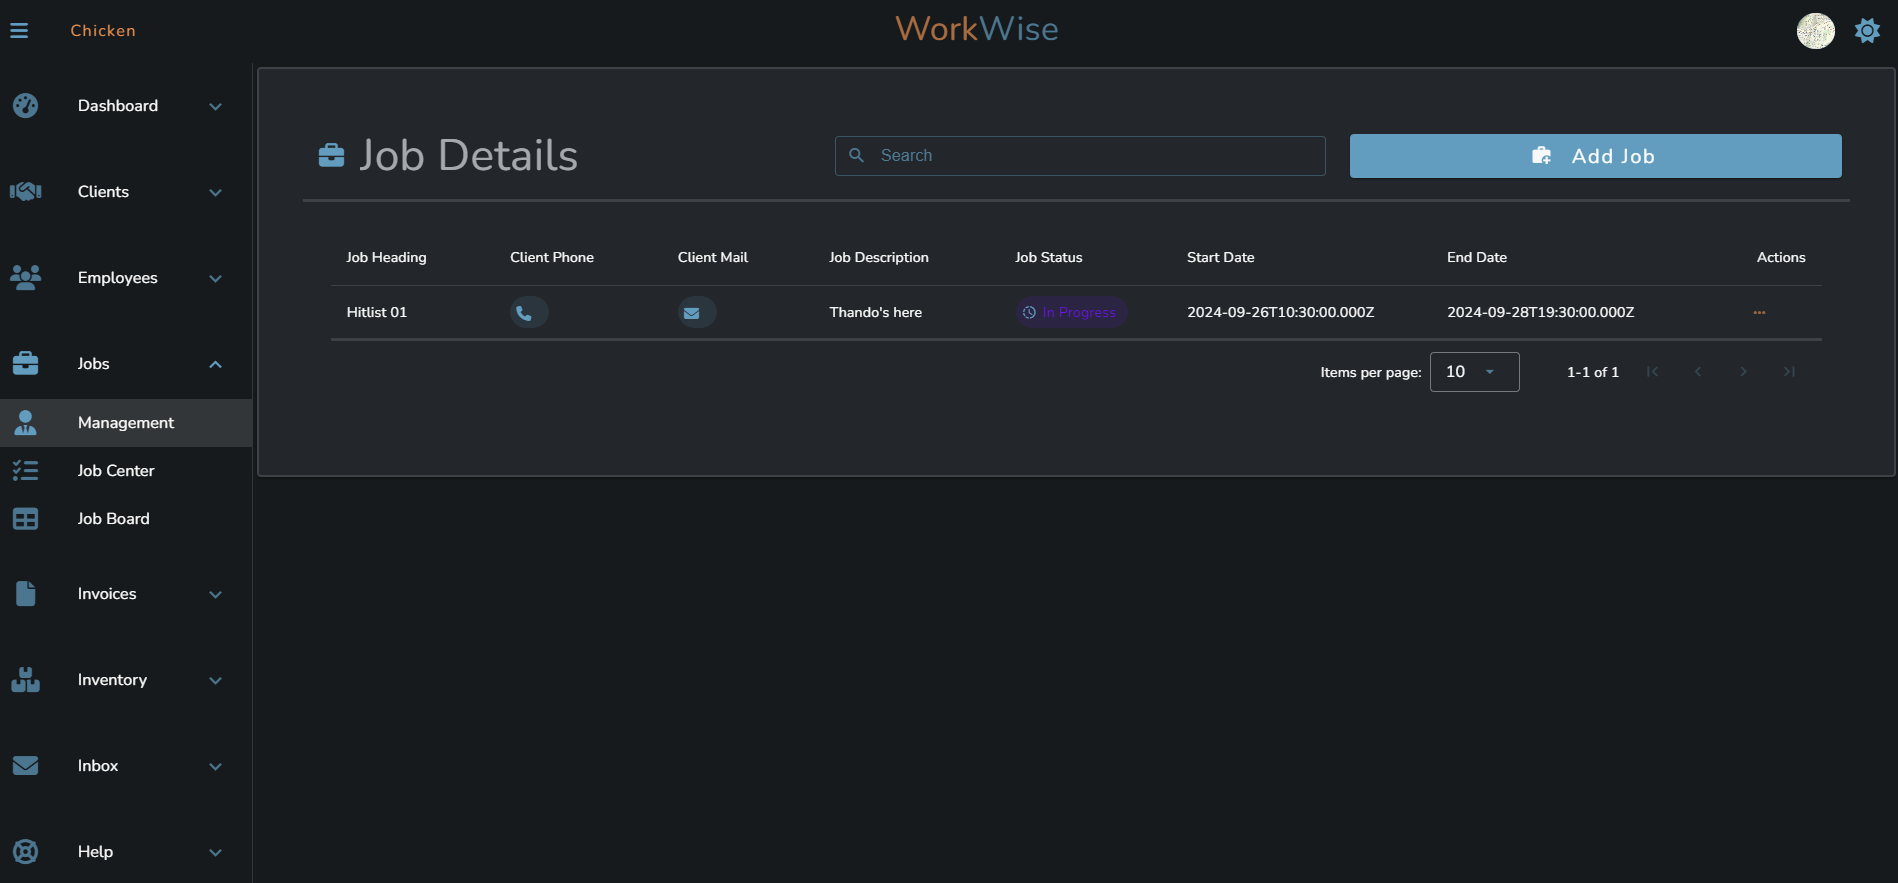 Chicken
WorkWise
Dashboard
Clients
Employees
Jobs
Management
Job Center
Job Board
Invoices
Inventory
Inbox
Help
Job Details
Search
Add Job
Job Heading Client Phone Client Mail Job Description Job Status Start Date End Date Actions
Hitlist 01 Thando's here In Progress 2024-09-26T10:30:00.000Z 2024-09-28T19:30:00.000Z
Items per page: 10 1-1 of 1